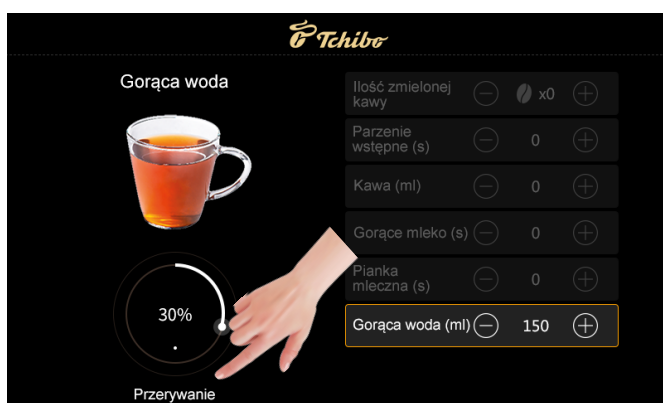 Tchibo
Gorąca woda
Ilość zmielonej
kawy
x0
Parzenie
wstępne (s)
0
Kawa (ml)
0
Gorące mleko (s)
0
Pianka
mleczna (s)
0
Gorąca woda (ml)
150
30%
Przerywanie